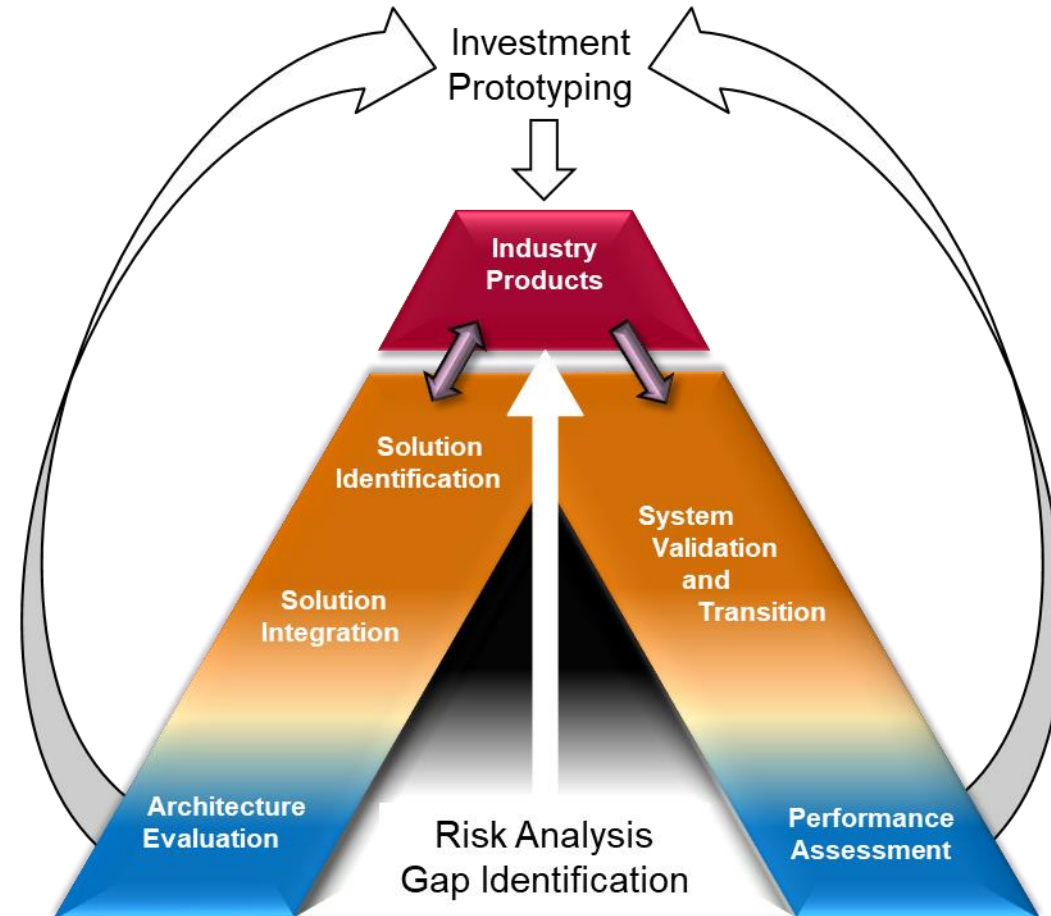 Investment
Prototyping
Industry
Products
Solution
Identification
System
Validation
and
Transition
Solution
Integration
Architecture
Evaluation
Risk Analysis
Gap Identification
Performance
Assessment